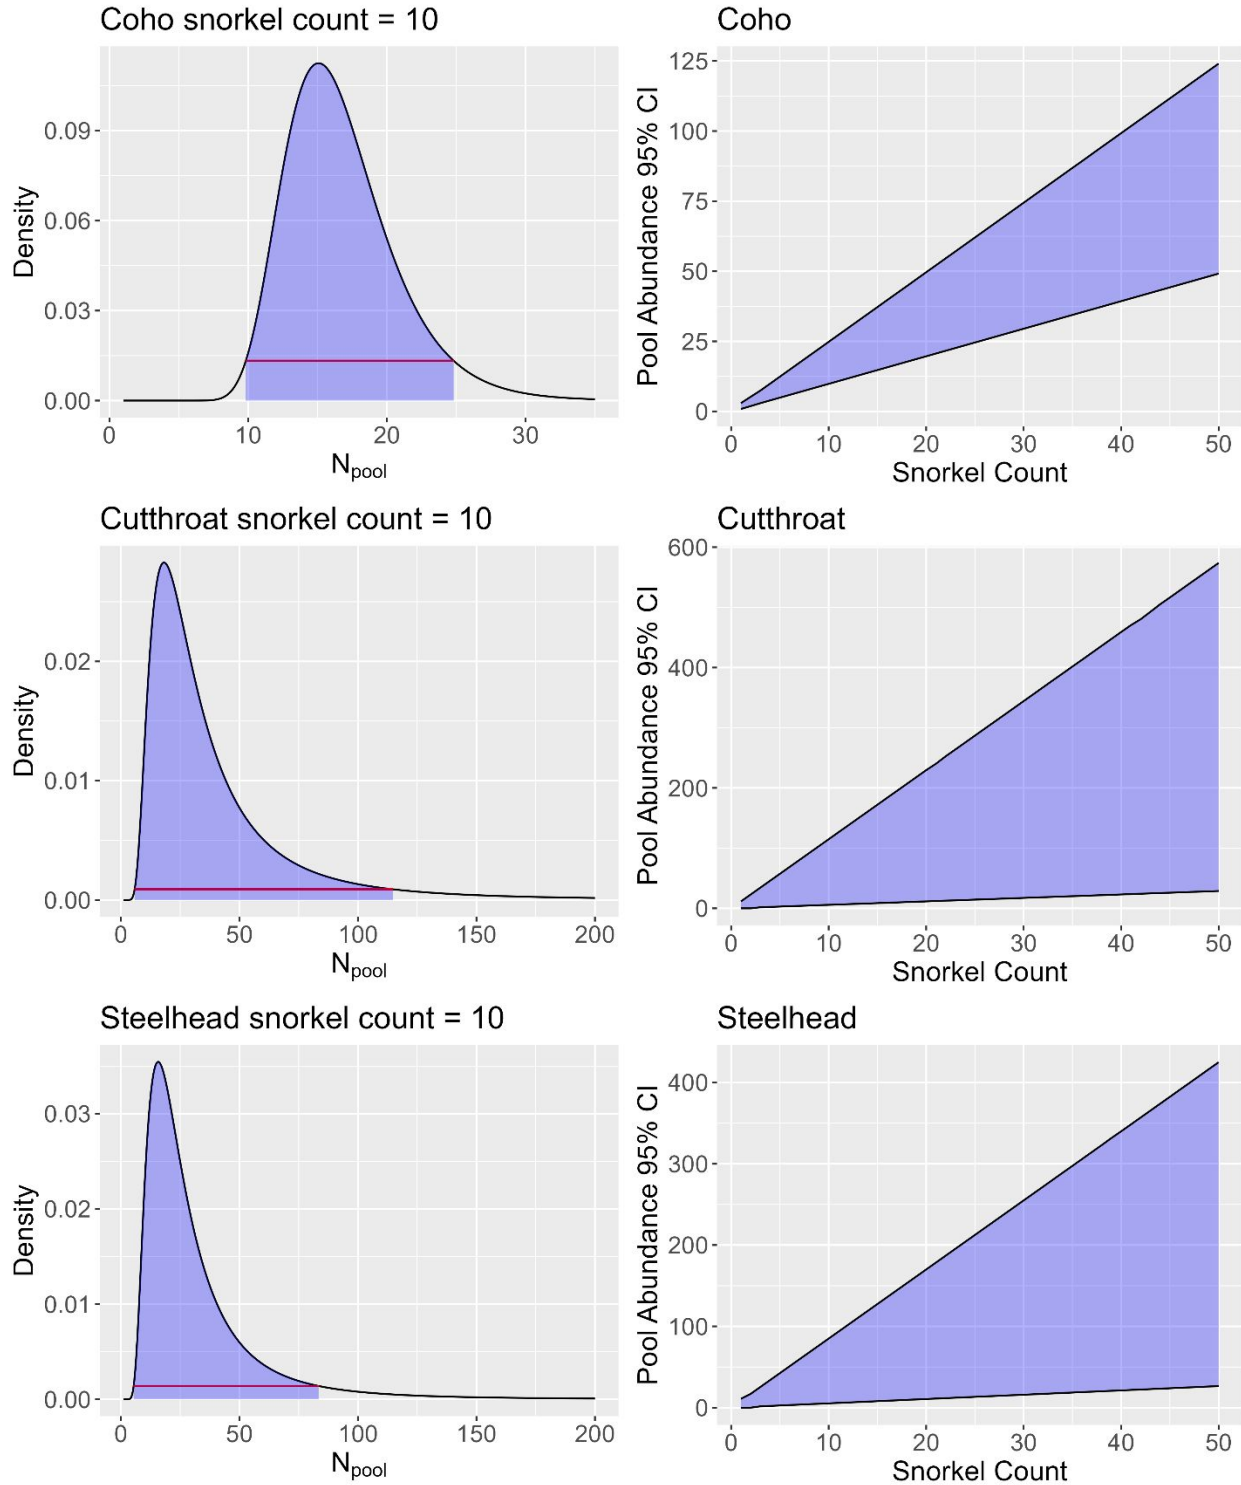 Coho snorkel count = 10
Density
0.09
0.06
0.03
0.00
0 10 20 30
Npool
Coho
Pool Abundance 95% CI
125
100
75
50
25
0
0 10 20 30 40 50
Snorkel Count
Cutthroat snorkel count = 10
Density
0.02
0.01
0.00
0 50 100 150 200
Npool
Cutthroat
Pool Abundance 95% CI
600
400
200
0
0 10 20 30 40 50
Snorkel Count
Steelhead snorkel count = 10
Density
0.03
0.02
0.01
0.00
0 50 100 150 200
Npool
Steelhead
Pool Abundance 95% CI
400
300
200
100
0
0 10 20 30 40 50
Snorkel Count